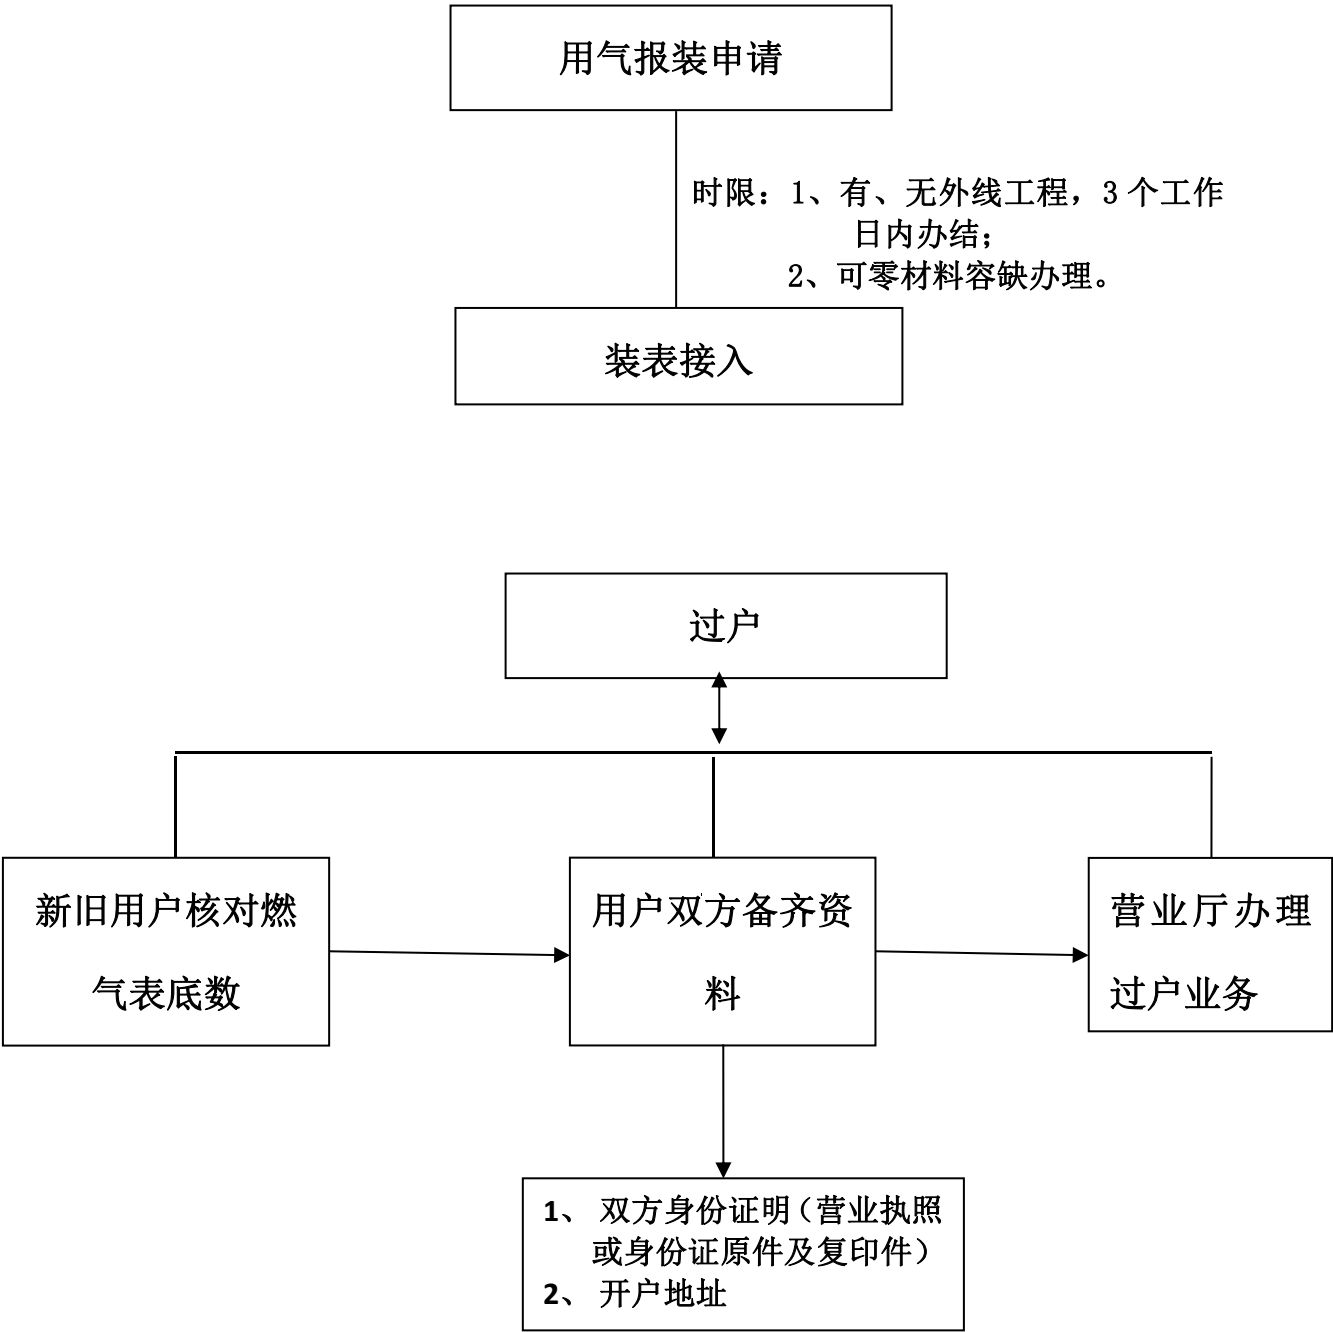 用气报装申请
时限：1、有、无外线工程，3个工作
日内办结；
2、可零材料容缺办理。
装表接入
过户
新旧用户核对燃
气表底数
用户双方备齐资
料
营业厅办理
过户业务
1、 双方身份证明（营业执照
或身份证原件及复印件）
2、 开户地址